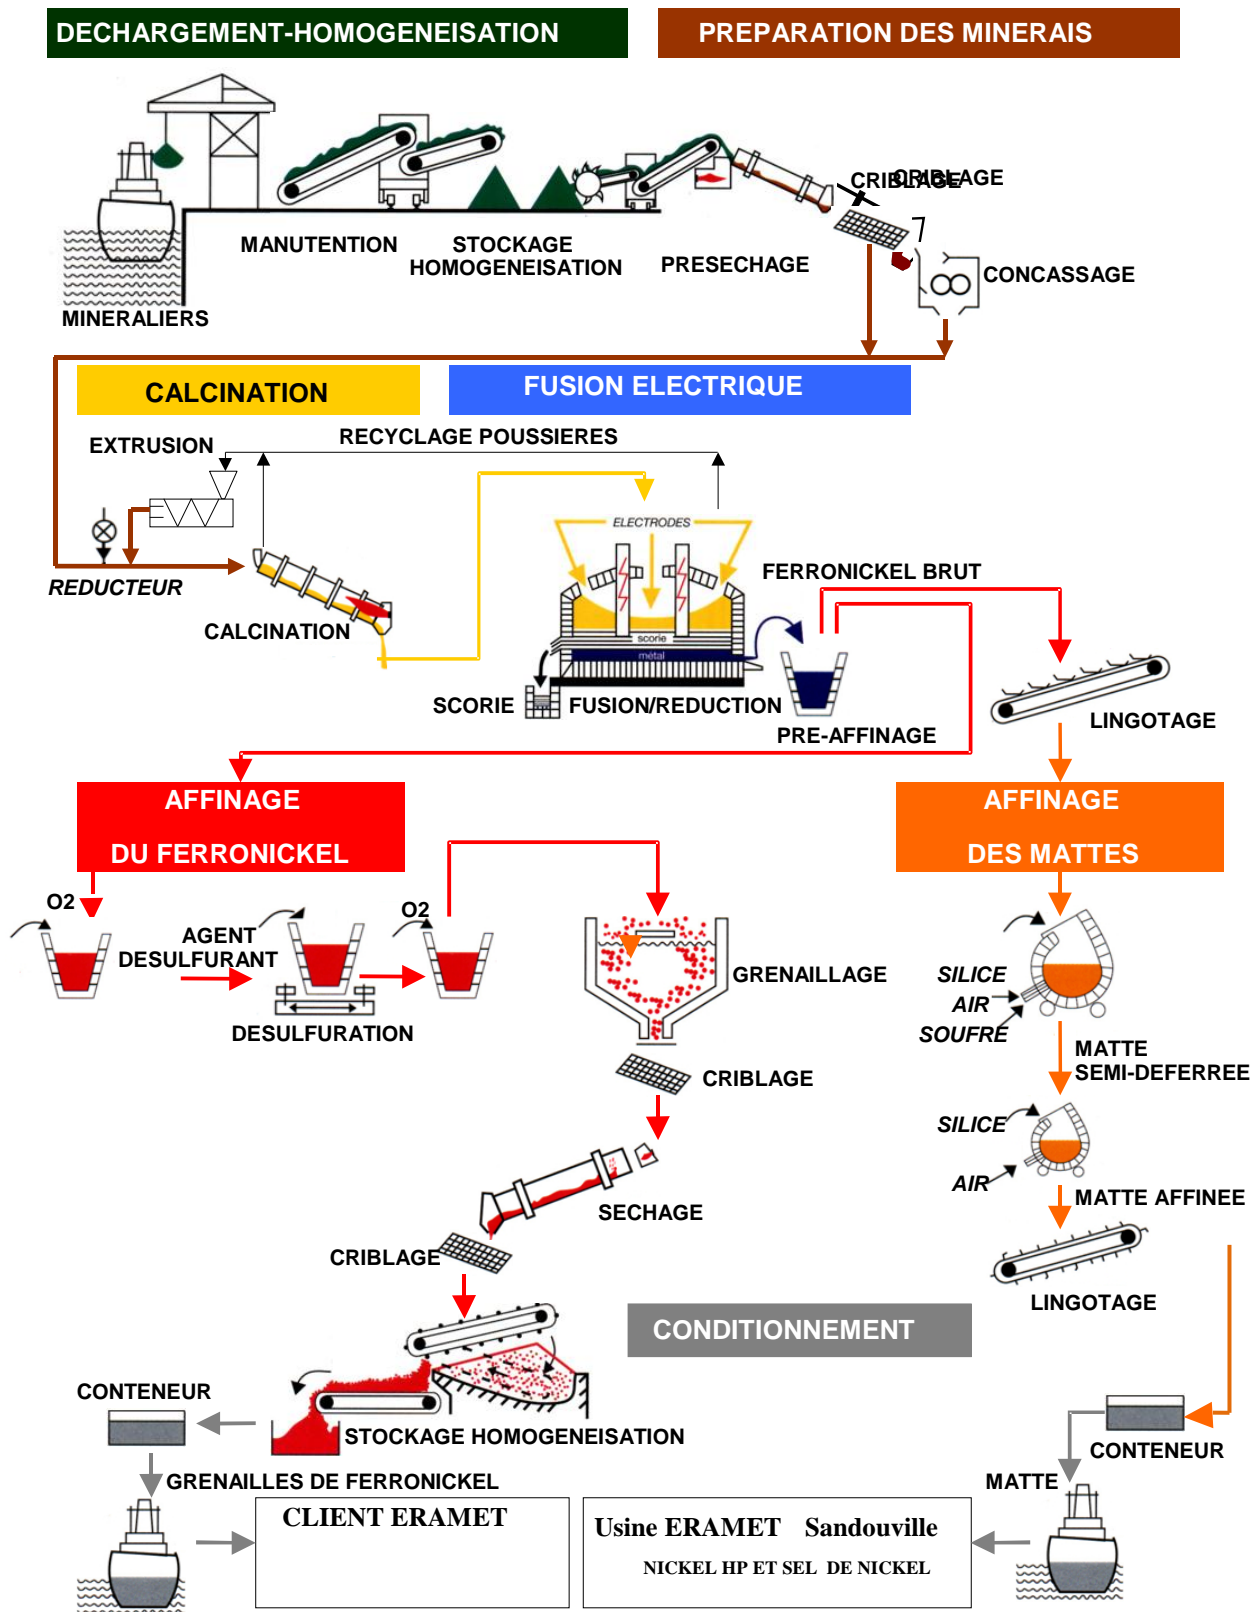 DECHARGEMENT-HOMOGENEISATION
PREPARATION DES MINERAIS
CRIBLAGE
CRIBLAGE
MANUTENTION
STOCKAGE
HOMOGENEISATION
PRESECHAGE
CONCASSAGE
MINERALIERS
CALCINATION
FUSION ELECTRIQUE
RECYCLAGE POUSSIERES
EXTRUSION
ELECTRODES
REDUCTEUR
CALCINATION
FERRONICKEL BRUT
scorie
métal
SCORIE
FUSION/REDUCTION
PRE-AFFINAGE
LINGOTAGE
AFFINAGE
DU FERRONICKEL
AFFINAGE
DES MATTES
O2
AGENT
DESULFURANT
O2
DESULFURATION
GRENAILLAGE
SILICE
AIR
SOUFRE
MATTE
SEMI-DEFERREE
CRIBLAGE
SILICE
AIR
MATTE AFFINEE
SECHAGE
CRIBLAGE
LINGOTAGE
CONDITIONNEMENT
CONTENEUR
STOCKAGE HOMOGENEISATION
CONTENEUR
GRENAILLES DE FERRONICKEL
MATTE
CLIENT ERAMET
Usine ERAMET Sandouville
NICKEL HP ET SEL DE NICKEL